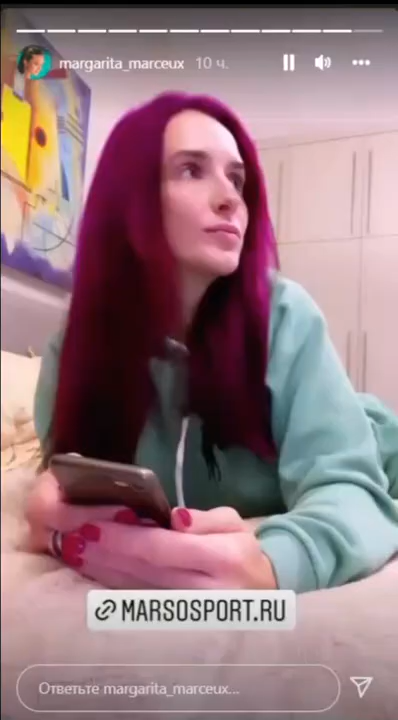 margarita_marceux 10 ч.
MARSOSPORT.RU
Ответьте margarita_marceux...